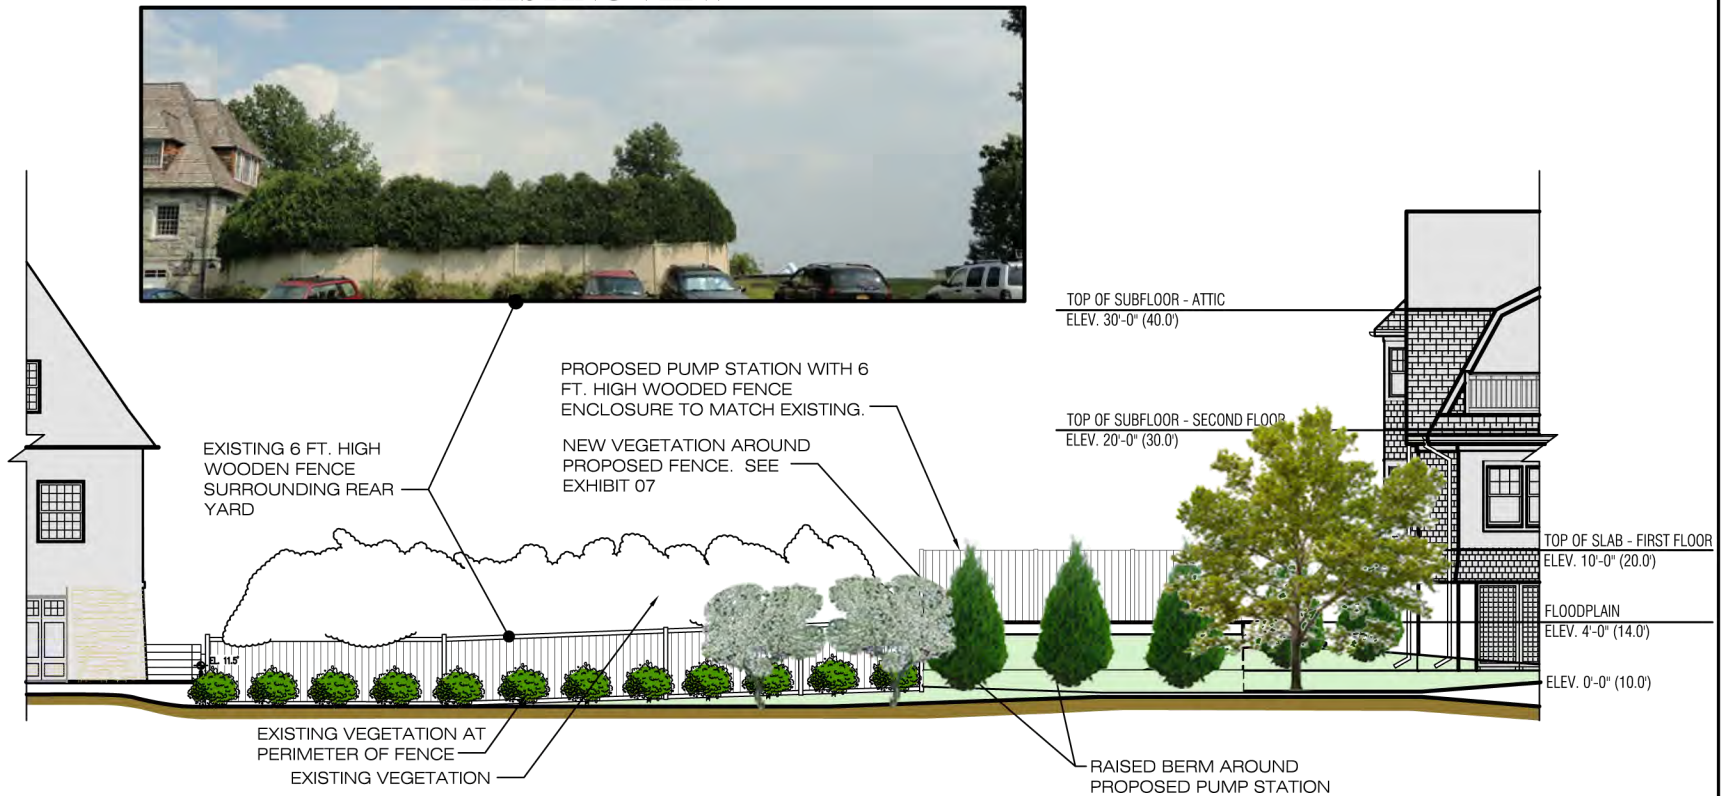 TOP OF SUBFLOOR - ATTIC
ELEV. 30'-0" (40.0')
PROPOSED PUMP STATION WITH 6
FT. HIGH WOODED FENCE
ENCLOSURE TO MATCH EXISTING.
TOP OF SUBFLOOR - SECOND FLOOR
ELEV. 20'-0" (30.0')
EXISTING 6 FT. HIGH
WOODEN FENCE
SURROUNDING REAR
YARD
NEW VEGETATION AROUND
PROPOSED FENCE. SEE
EXHIBIT 07
TOP OF SLAB - FIRST FLOOR
ELEV. 10'-0" (20.0')
FLOODPLAIN
ELEV. 4'-0" (14.0')
EL. 11.5'
ELEV. 0'-0" (10.0')
EXISTING VEGETATION AT
PERIMETER OF FENCE
EXISTING VEGETATION
RAISED BERM AROUND
PROPOSED PUMP STATION